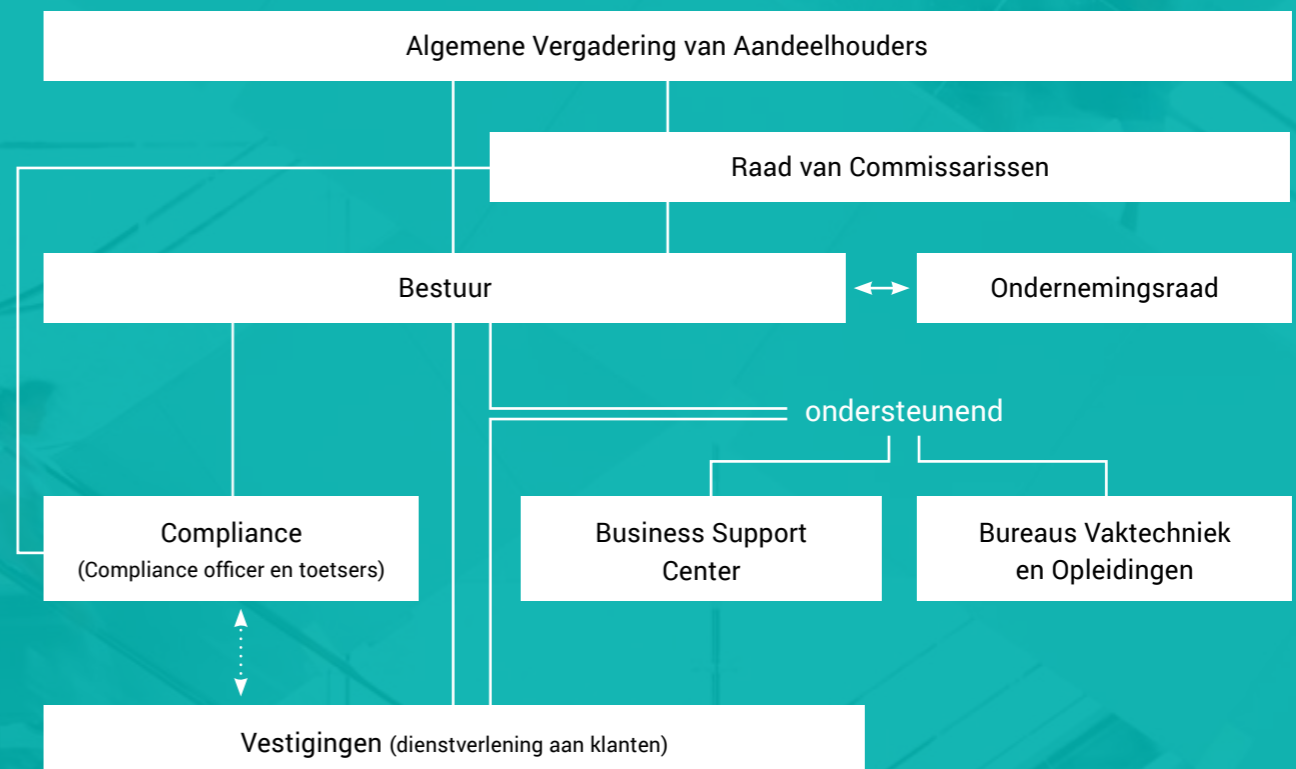 Algemene Vergadering van Aandeelhouders
Raad van Commissarissen
Bestuur
Ondernemingsraad
ondersteunend
Compliance
(Compliance officer en toetsers)
Business Support
Center
Bureaus Vaktechniek
en Opleidingen
Vestigingen (dienstverlening aan klanten)